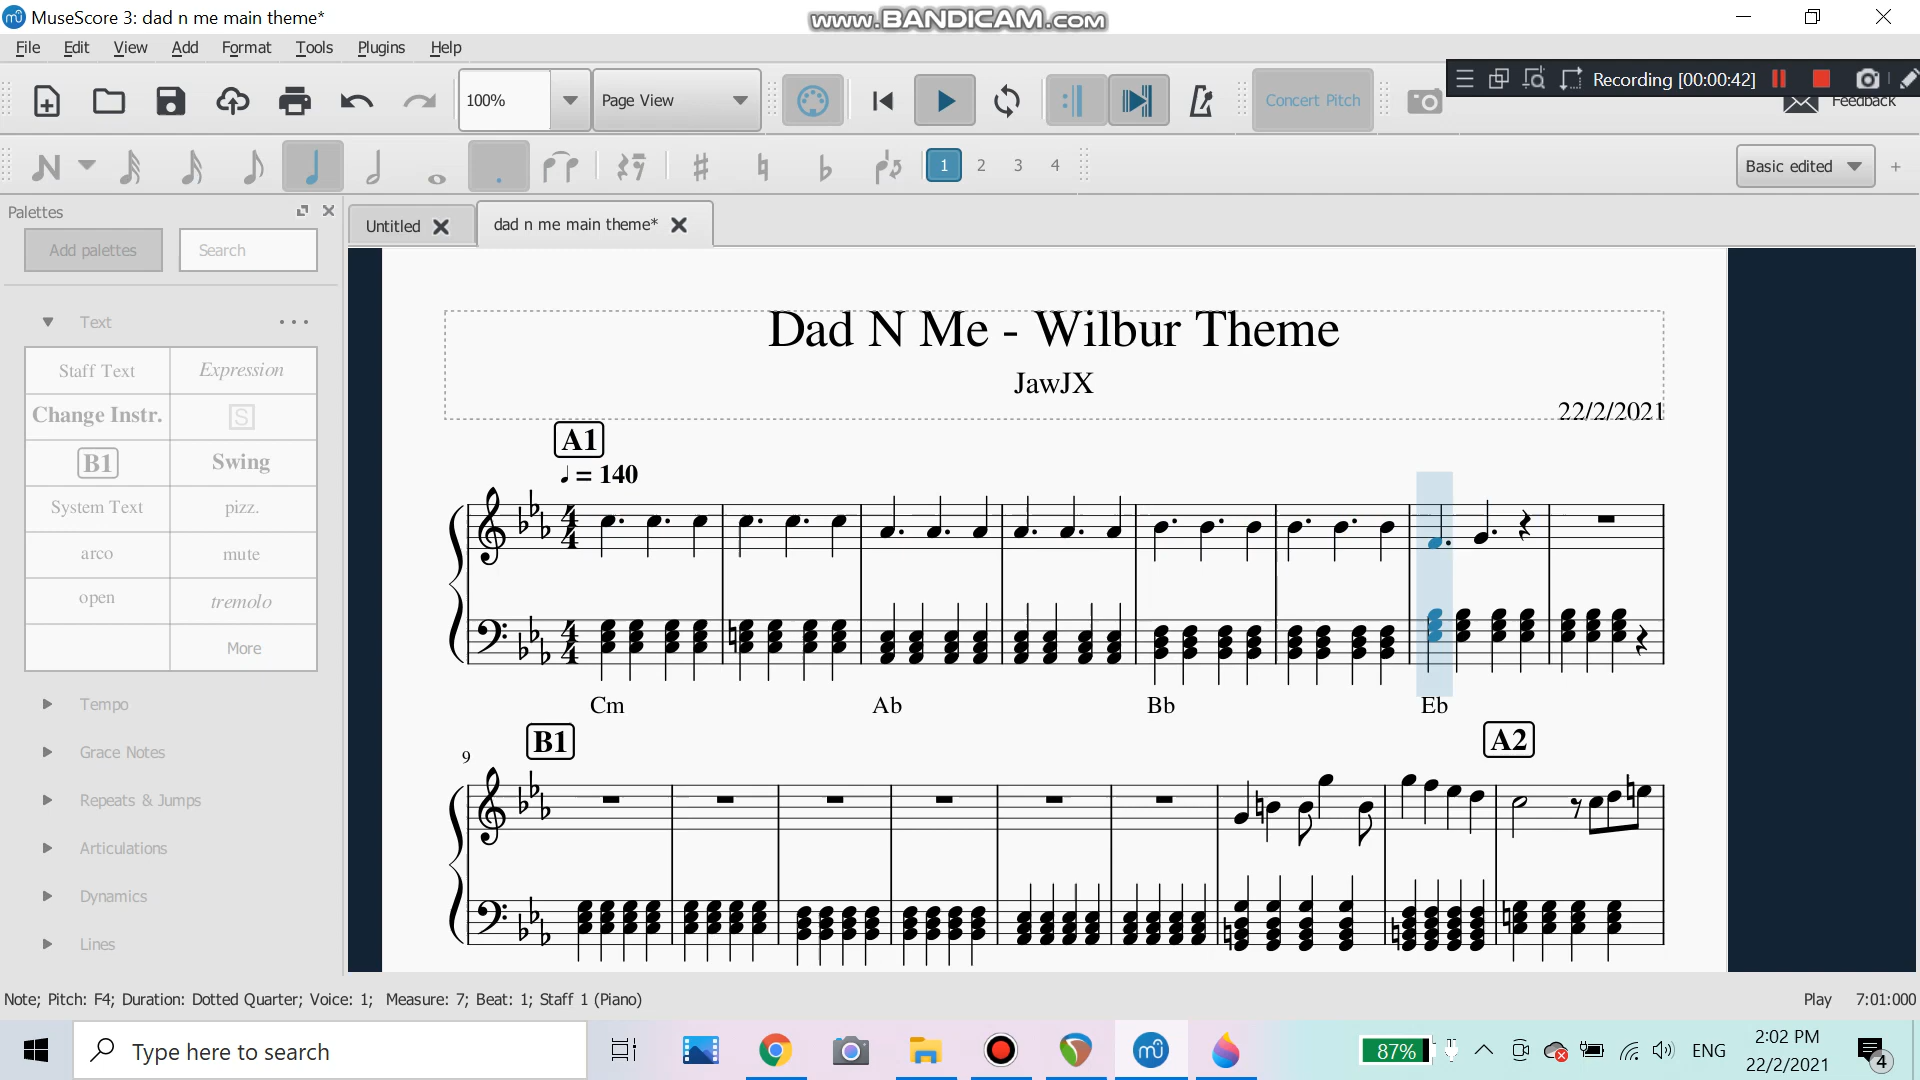 MuseScore 3: dad n me main theme*
www.BANDICAM.com
File Edit View Add Format Tools Plugins Help
Recording [00:00:42]
100%
Page View
Concert Pitch
Feedback
1 2 3 4
Basic edited
+
Palettes
Add palettes
Search
Untitled
dad n me main theme*
Text
Staff Text
Expression
Change Instr.
S
B1
Swing
System Text
pizz.
arco
mute
open
tremolo
More
Tempo
Grace Notes
Repeats & Jumps
Articulations
Dynamics
Lines
Dad N Me - Wilbur Theme
JawJX
22/2/2021
A1
♩ = 140
4
4
4
4
Cm Ab Bb Eb
9
B1
A2
Note; Pitch: F4; Duration: Dotted Quarter; Voice: 1; Measure: 7; Beat: 1; Staff 1 (Piano)
Play 7:01:000
Type here to search
87%
ENG
2:02 PM
22/2/2021
4